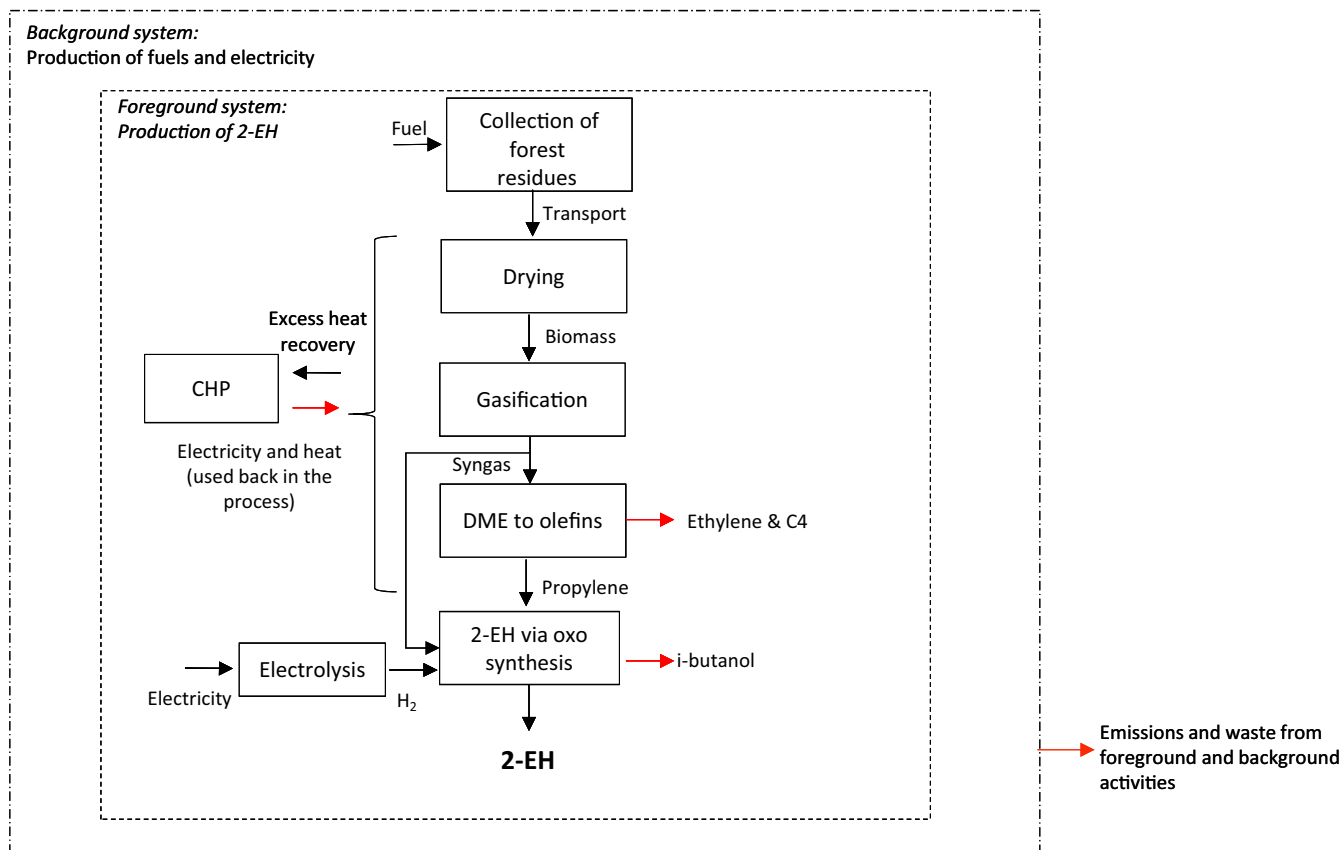 Background system:
Production of fuels and electricity
Foreground system:
Production of 2-EH
Fuel
Collection of
forest
residues
Transport
Drying
Biomass
Excess heat
recovery
CHP
Gasification
Electricity and heat
(used back in the
process)
Syngas
DME to olefins
Ethylene & C4
Propylene
2-EH via oxo
synthesis
i-butanol
Electrolysis
Electricity
H₂
2-EH
Emissions and waste from
foreground and background
activities